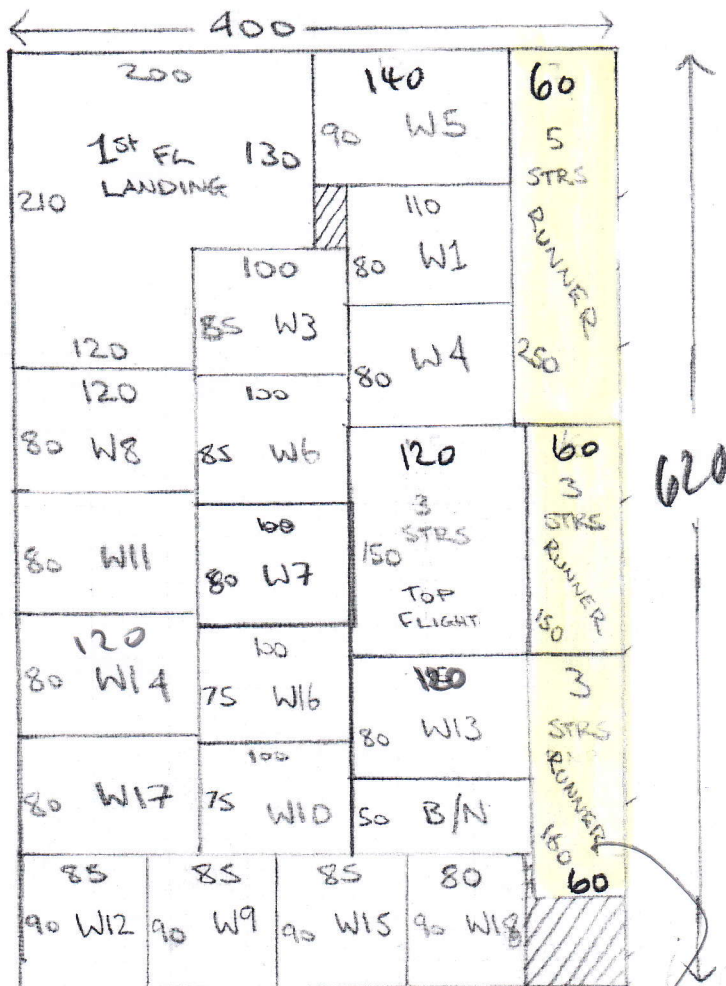 400
200
1st FL
LANDING
130
210
120
140
90 W5
60
5
STRS
RUNNER
250
110
80 W1
100
85 W3
80 W4
120
80 W8
100
85 W6
120
3
STRS
150
TOP
FLIGHT
60
3
STRS
RUNNER
150
620
80 W11
100
80 W7
120
80 W14
100
75 W16
80 W13
3
STRS
RUNNER
160
60
80 W17
100
75 W10
50 B/N
85
90 W12
85
90 W9
85
90 W15
80
90 W18